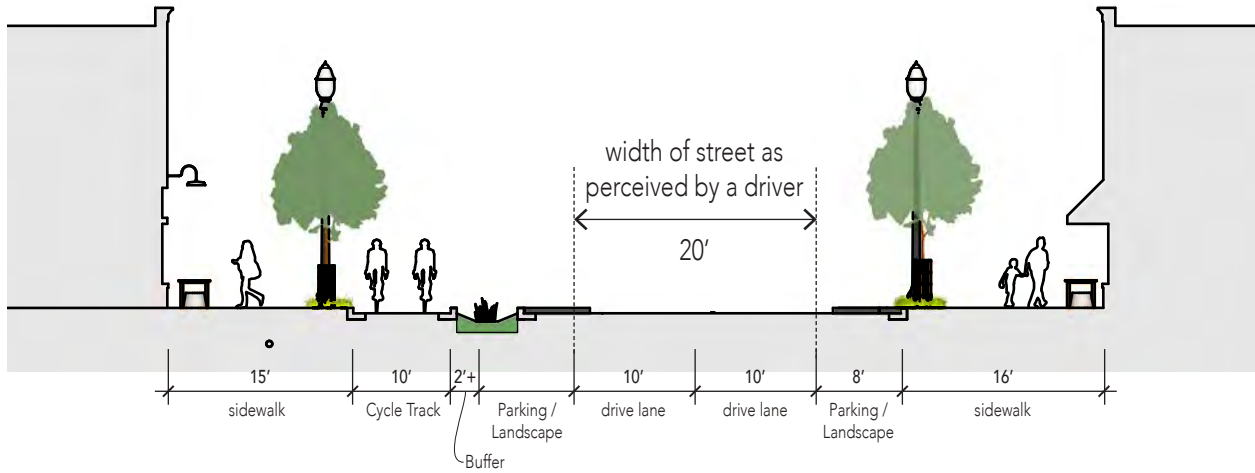 width of street as
perceived by a driver
20’
15’
10’
2’+
10’
10’
8’
16’
sidewalk
Cycle Track
Parking /
Landscape
drive lane
drive lane
Parking /
Landscape
sidewalk
Buffer